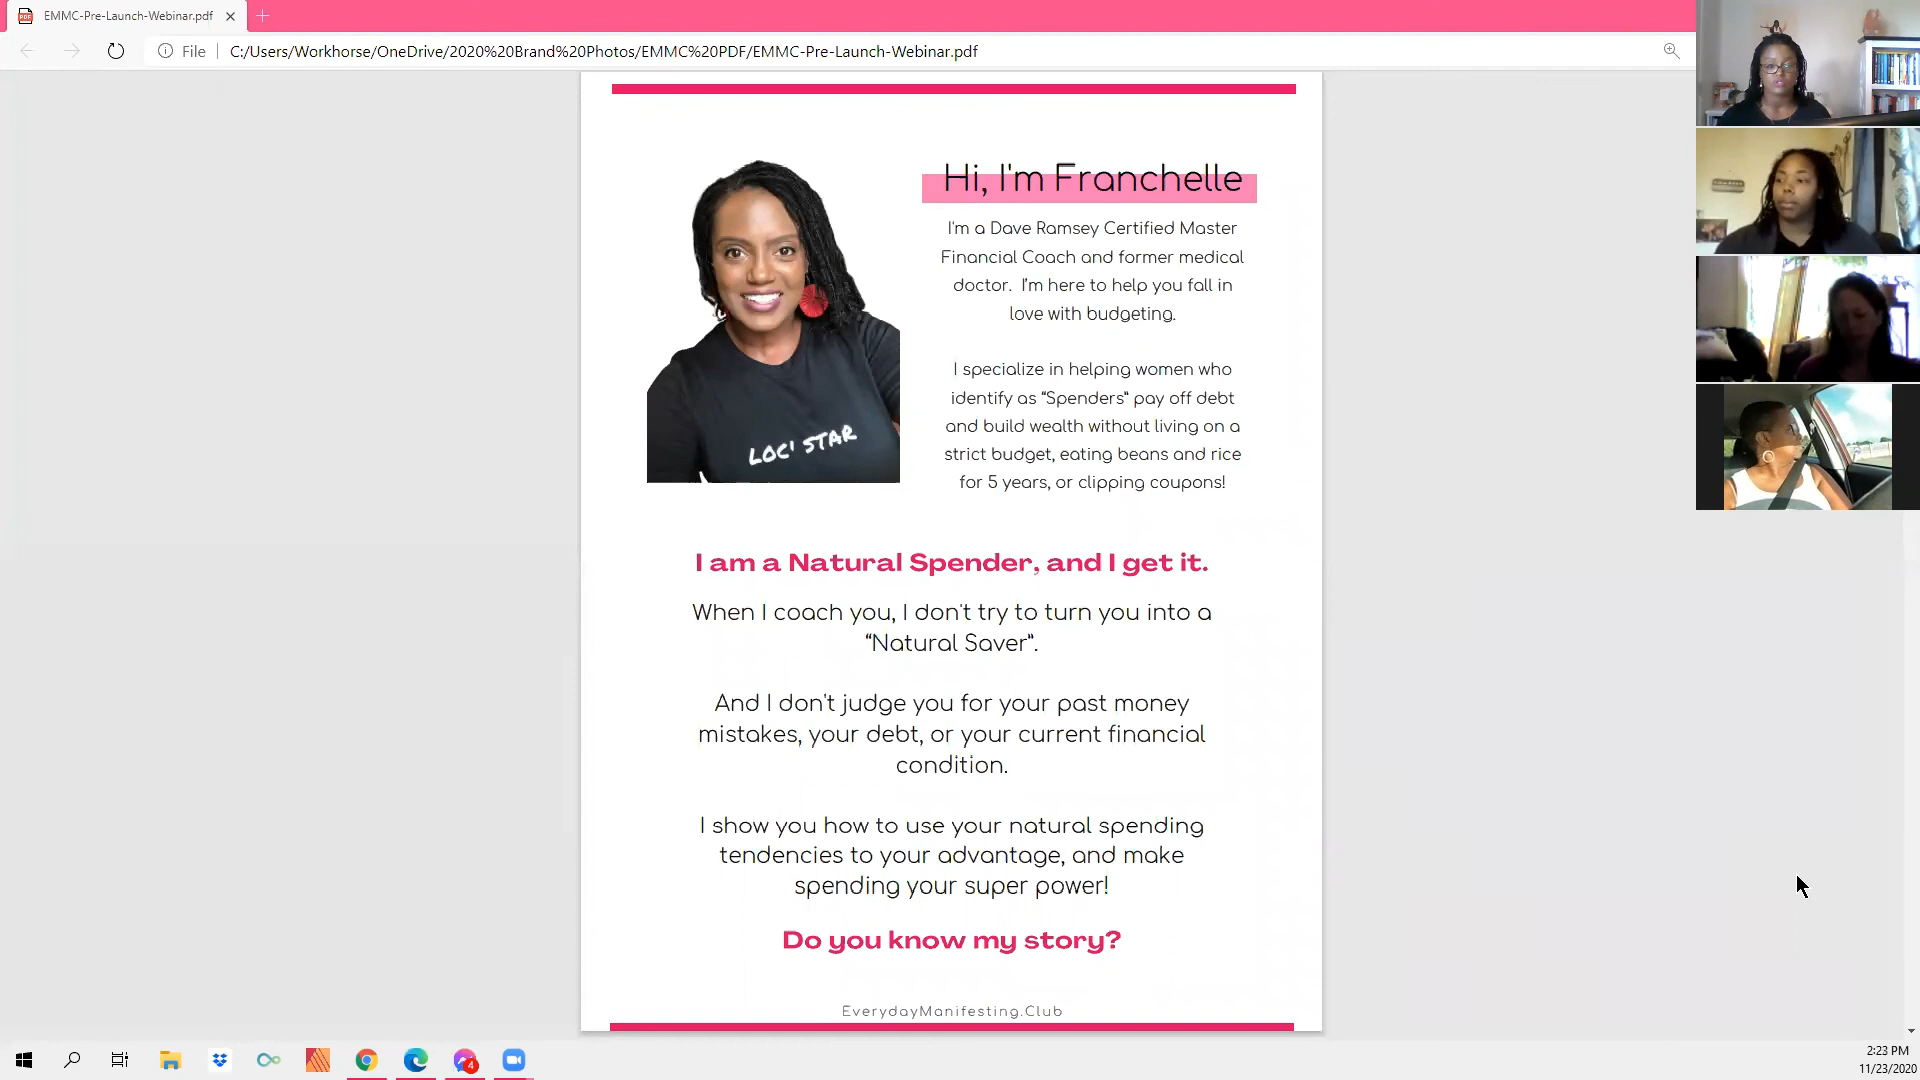 EMMC-Pre-Launch-Webinar.pdf
File
C:/Users/Workhorse/OneDrive/2020%20Brand%20Photos/EMMC%20PDF/EMMC-Pre-Launch-Webinar.pdf
Hi, I'm Franchelle
I'm a Dave Ramsey Certified Master
Financial Coach and former medical
doctor. I'm here to help you fall in
love with budgeting.
I specialize in helping women who
identify as “Spenders” pay off debt
and build wealth without living on a
strict budget, eating beans and rice
for 5 years, or clipping coupons!
LOC' STAR
I am a Natural Spender, and I get it.
When I coach you, I don't try to turn you into a
“Natural Saver”.
And I don't judge you for your past money
mistakes, your debt, or your current financial
condition.
I show you how to use your natural spending
tendencies to your advantage, and make
spending your super power!
Do you know my story?
EverydayManifesting.Club
4
2:23 PM
11/23/2020